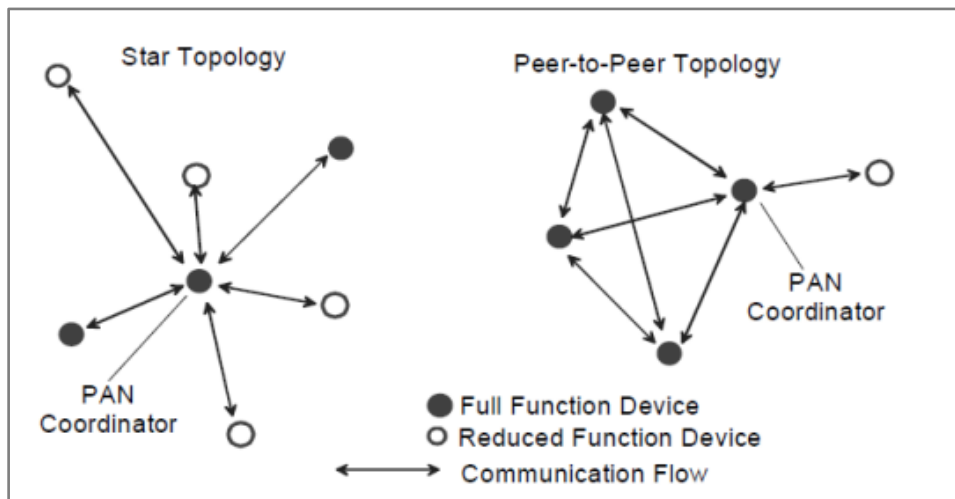 Star Topology
Peer-to-Peer Topology
PAN
Coordinator
PAN
Coordinator
Full Function Device
Reduced Function Device
Communication Flow